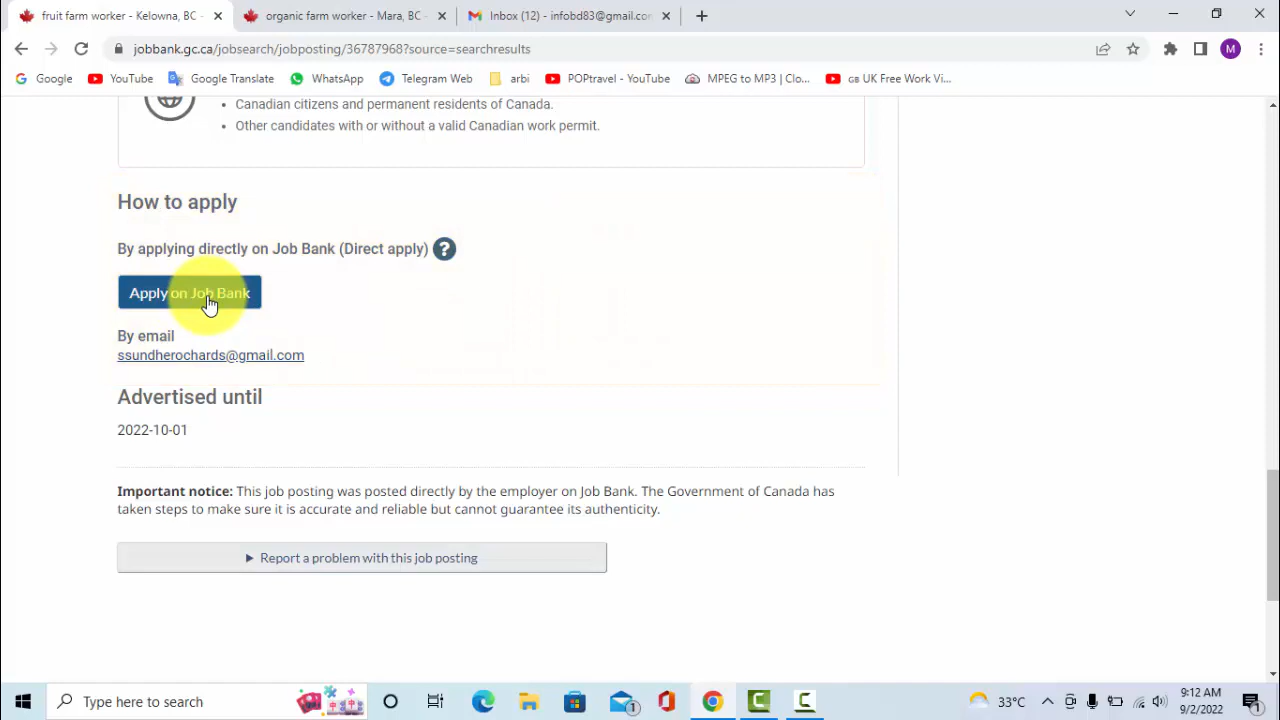 fruit farm worker - Kelowna, BC -
organic farm worker - Mara, BC -
Inbox (12) - infobd83@gmail.com
jobbank.gc.ca/jobsearch/jobposting/36787968?source=searchresults
M
Google
YouTube
Google Translate
WhatsApp
Telegram Web
arbi
POPtravel - YouTube
MPEG to MP3 | Clo...
GB UK Free Work Vi...
• Canadian citizens and permanent residents of Canada.
• Other candidates with or without a valid Canadian work permit.
How to apply
By applying directly on Job Bank (Direct apply) ?
Apply on Job Bank
By email
ssundherochards@gmail.com
Advertised until
2022-10-01
Important notice: This job posting was posted directly by the employer on Job Bank. The Government of Canada has
taken steps to make sure it is accurate and reliable but cannot guarantee its authenticity.
Report a problem with this job posting
Type here to search
1
33°C
9:12 AM
9/2/2022
1